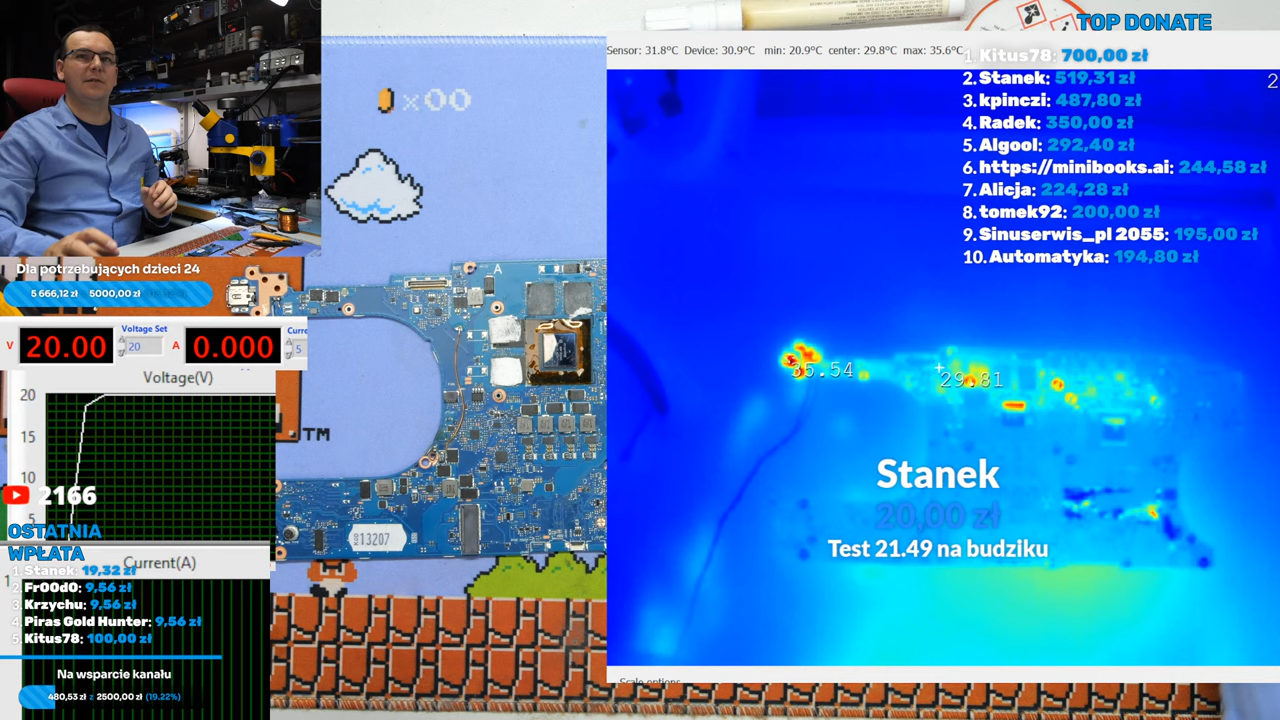 TOP DONATE
Sensor: 31.8°C Device: 30.9°C min: 20.9°C center: 29.8°C max: 35.6°C
1. Kitus78: 700,00 zł
2. Stanek: 519,31 zł
3. kpinczi: 487,80 zł
4. Radek: 350,00 zł
5. Algool: 292,40 zł
6. https://minibooks.ai: 244,58 zł
7. Alicja: 224,28 zł
8. tomek92: 200,00 zł
9. Sinuserwis_pl 2055: 195,00 zł
10. Automatyka: 194,80 zł
2
x00
A
Dla potrzebujących dzieci 24
5 666,12 zł 5000,00 zł
V 20.00 Voltage Set 20 A 0.000 Curre 5
Voltage(V)
20
15
10
5
TM
35.54
29.81
2166
Stanek
20,00 zł
Test 21.49 na budziku
813207
OSTATNIA
WPŁATA
Current(A)
1. Stanek: 19,32 zł
2. Fr00d0: 9,56 zł
3. Krzychu: 9,56 zł
4. Piras Gold Hunter: 9,56 zł
5. Kitus78: 100,00 zł
Na wsparcie kanału
480,53 zł z 2500,00 zł (19.22%)
Scale options